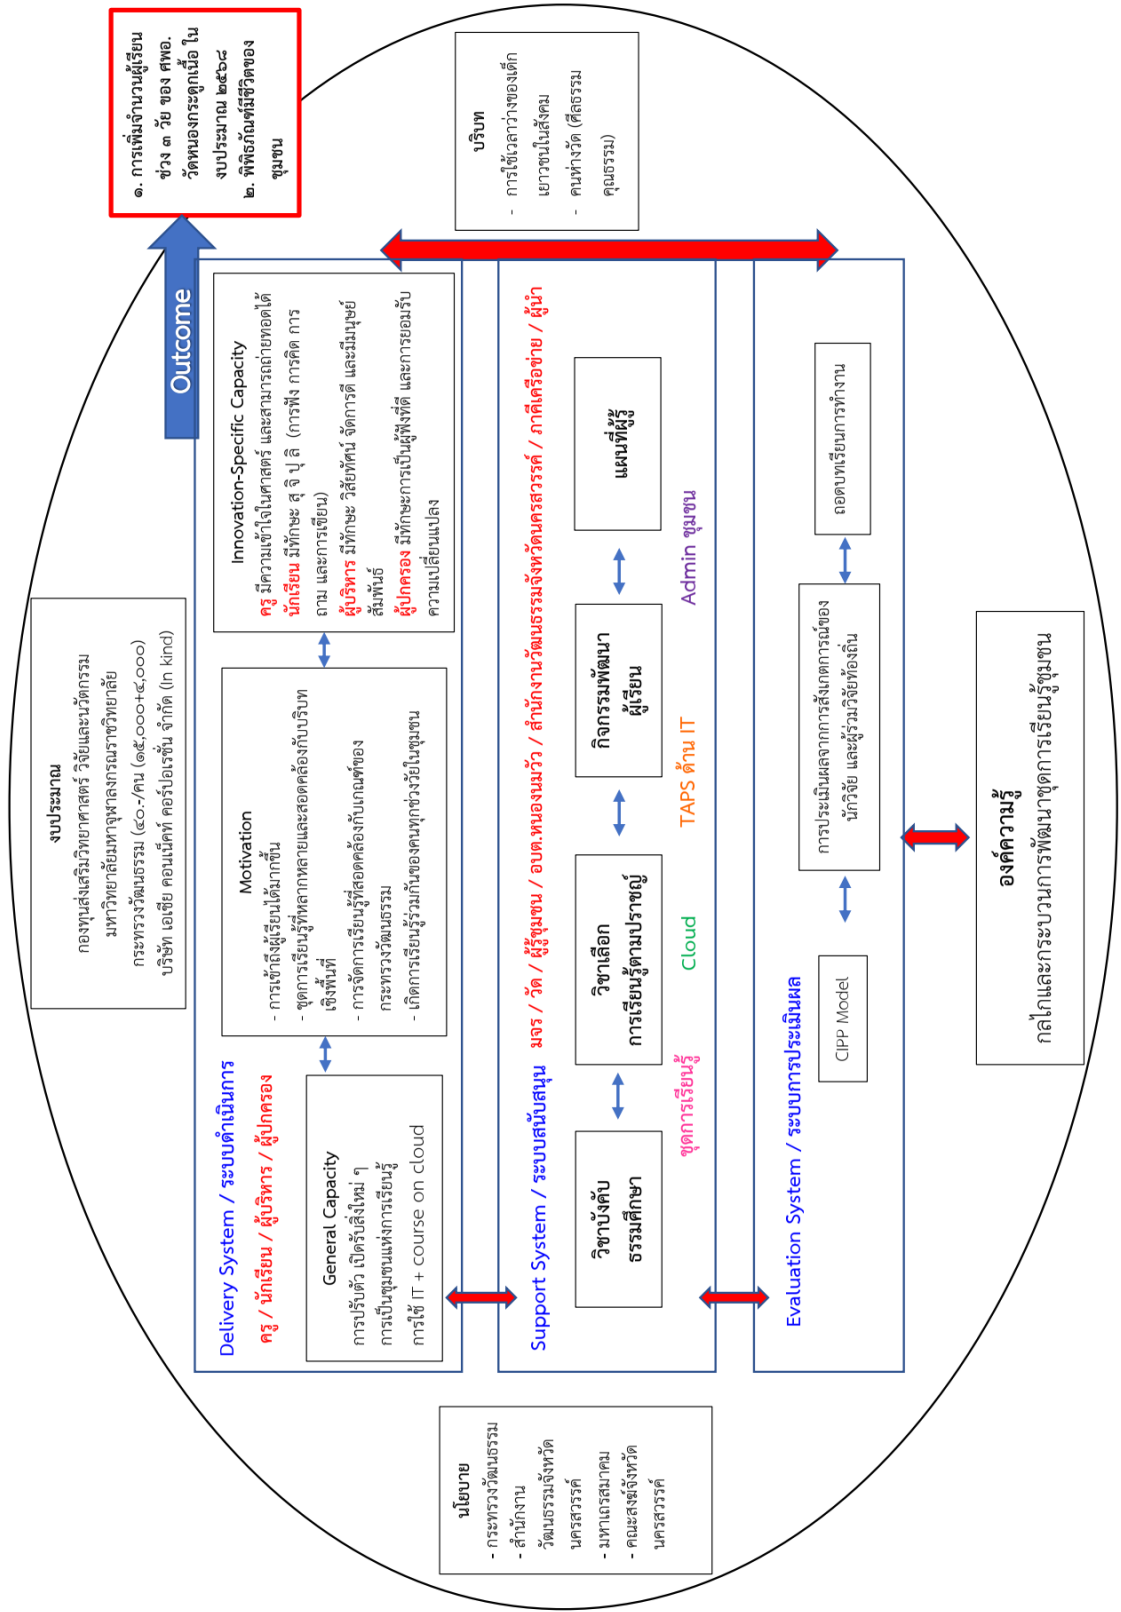 งบประมาณ
กองทุนส่งเสริมวิทยาศาสตร์ วิจัยและนวัตกรรม
มหาวิทยาลัยมหาจุฬาลงกรณราชวิทยาลัย
กระทรวงวัฒนธรรม (๔๐.-/คน (๑๕,๐๐๐+๔,๐๐๐)
บริษัท เอเชีย คอนเน็คท์ คอร์ปอเรชั่น จำกัด (In kind)
๑. การเพิ่มจำนวนผู้เรียน
ช่วง ๓ วัย ของ ศพอ.
วัดหนองกระดูกเนื้อ ใน
งบประมาณ ๒๕๖๘
๒. พิพิธภัณฑ์มีชีวิตของ
ชุมชน
Outcome
นโยบาย
- กระทรวงวัฒนธรรม
- สำนักงาน
วัฒนธรรมจังหวัด
นครสวรรค์
- มหาเถรสมาคม
- คณะสงฆ์จังหวัด
นครสวรรค์
Delivery System / ระบบดำเนินการ
ครู / นักเรียน / ผู้บริหาร / ผู้ปกครอง
General Capacity
การปรับตัว เปิดรับสิ่งใหม่ ๆ
การเป็นชุมชนแห่งการเรียนรู้
การใช้ IT + course on cloud
Motivation
- การเข้าถึงผู้เรียนได้มากขึ้น
- ชุดการเรียนรู้ที่หลากหลายและสอดคล้องกับบริบท
เชิงพื้นที่
- การจัดการเรียนรู้ที่สอดคล้องกับเกณฑ์ของ
กระทรวงวัฒนธรรม
- เกิดการเรียนรู้ร่วมกันของคนทุกช่วงวัยในชุมชน
Innovation-Specific Capacity
ครู มีความเข้าใจในศาสตร์ และสามารถถ่ายทอดได้
นักเรียน มีทักษะ สุ จิ ปุ ลิ (การฟัง การคิด การ
ถาม และการเขียน)
ผู้บริหาร มีทักษะ วิสัยทัศน์ จัดการดี และมีมนุษย์
สัมพันธ์
ผู้ปกครอง มีทักษะการเป็นผู้ฟังที่ดี และการยอมรับ
ความเปลี่ยนแปลง
บริบท
- การใช้เวลาว่างของเด็ก
เยาวชนในสังคม
- คนห่างวัด (ศีลธรรม
คุณธรรม)
Support System / ระบบสนับสนุน มจร / วัด / ผู้รู้ชุมชน / อบต.หนองนมวัว / สำนักงานวัฒนธรรมจังหวัดนครสวรรค์ / ภาคีเครือข่าย / ผู้นำ
วิชาบังคับ
ธรรมศึกษา
วิชาเลือก
การเรียนรู้ตามปราชญ์
กิจกรรมพัฒนา
ผู้เรียน
แผนที่ผู้รู้
ชุดการเรียนรู้
Cloud
TAPS ด้าน IT
Admin ชุมชน
Evaluation System / ระบบการประเมินผล
CIPP Model
การประเมินผลจากการสังเกตการณ์ของ
นักวิจัย และผู้ร่วมวิจัยท้องถิ่น
ถอดบทเรียนการทำงาน
องค์ความรู้
กลไกและกระบวนการพัฒนาชุดการเรียนรู้ชุมชน